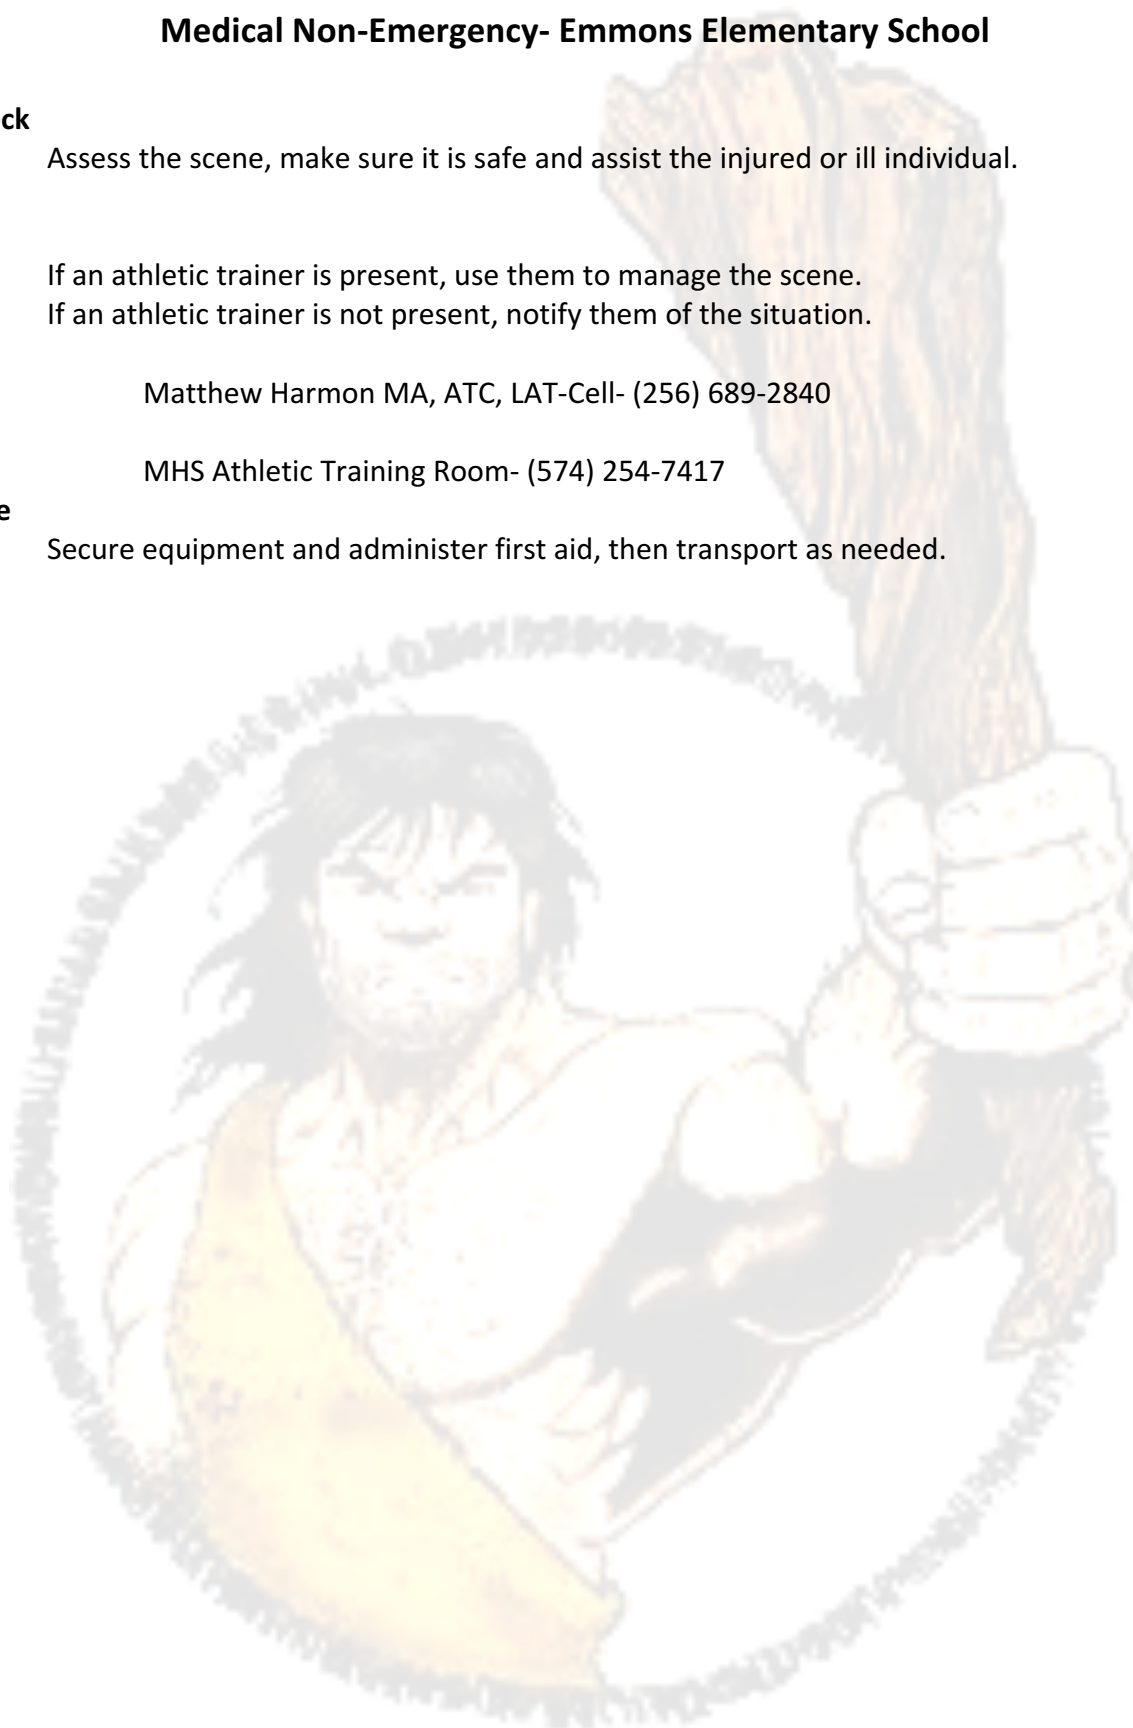 Medical Non-Emergency- Emmons Elementary School
ck
Assess the scene, make sure it is safe and assist the injured or ill individual.
If an athletic trainer is present, use them to manage the scene.
If an athletic trainer is not present, notify them of the situation.
Matthew Harmon MA, ATC, LAT-Cell- (256) 689-2840
MHS Athletic Training Room- (574) 254-7417
e
Secure equipment and administer first aid, then transport as needed.